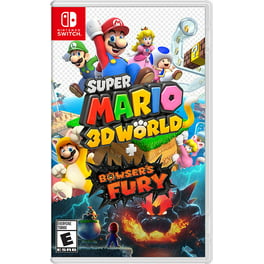 NINTENDO
SWITCH
SUPER
MARIO
3D WORLD
+
BOWSER'S
FURY
EVERYONE
E
ESRB